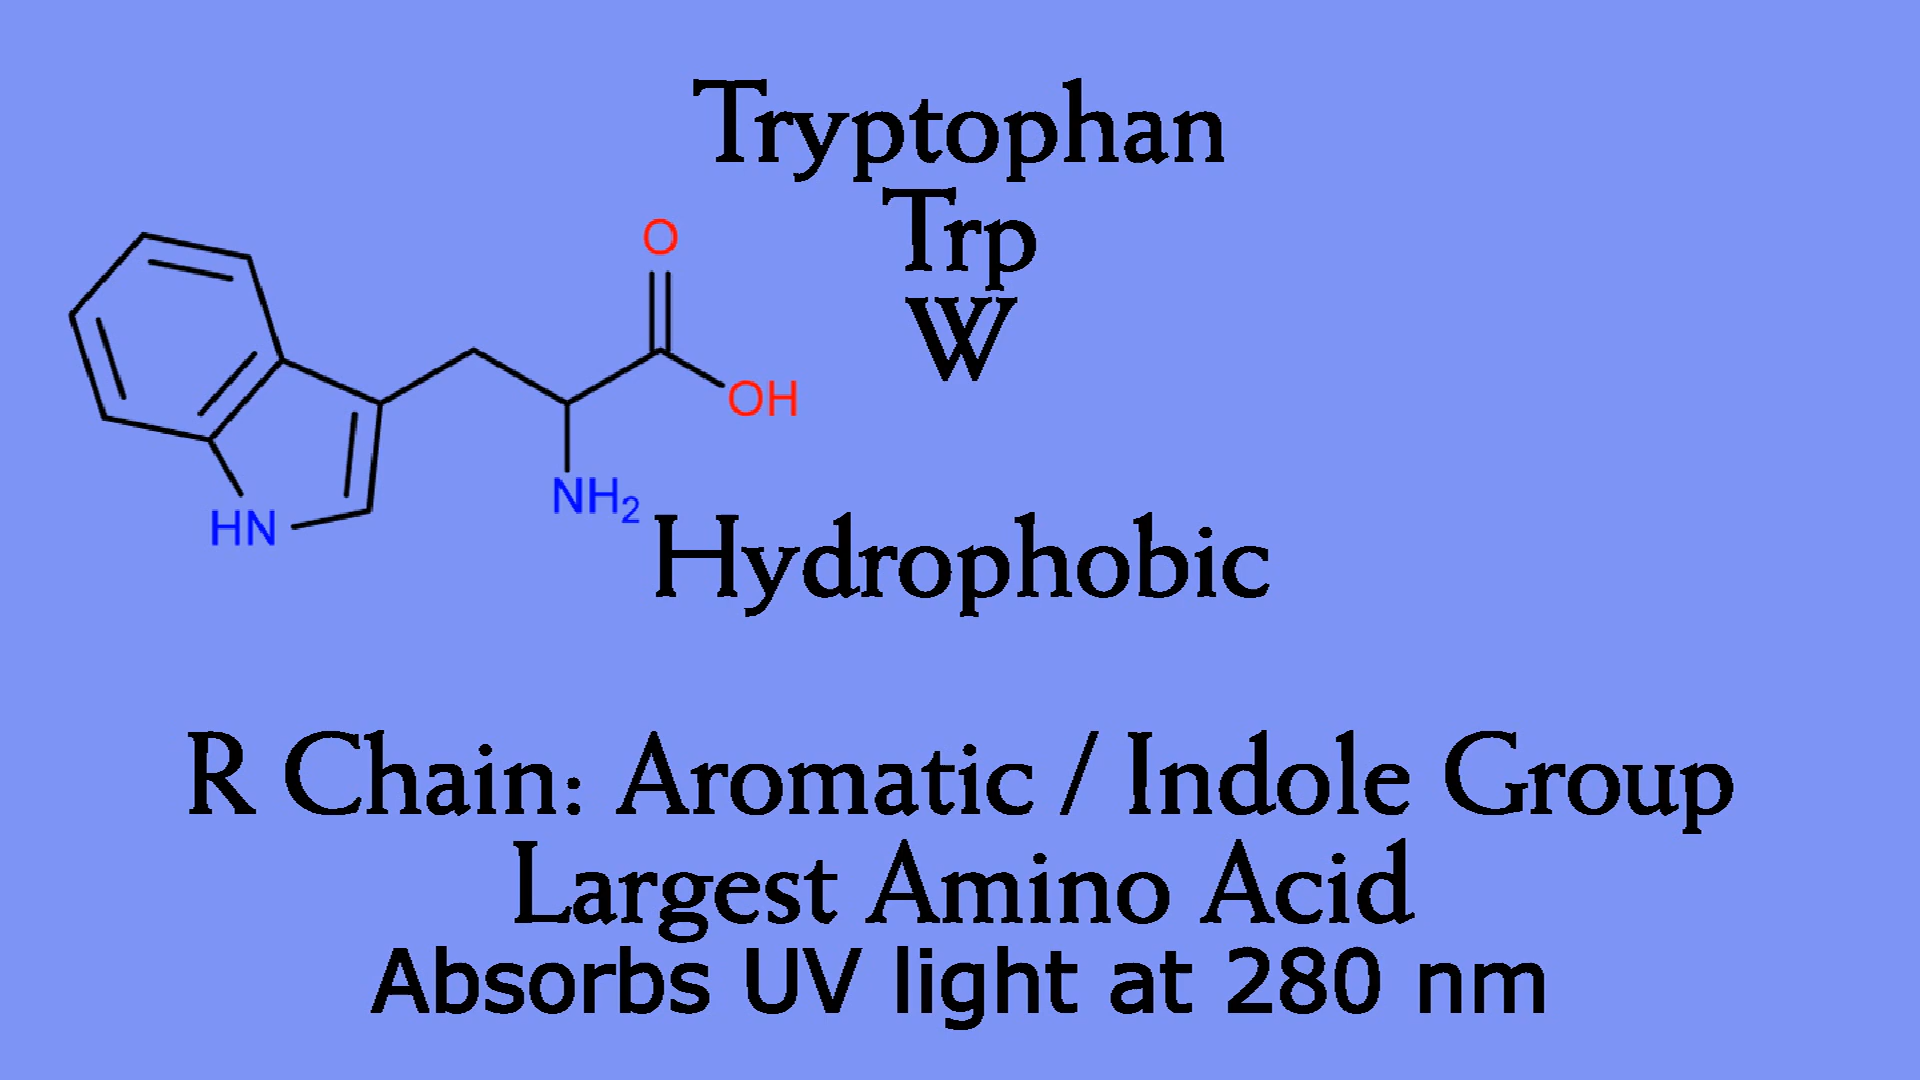 Tryptophan
Trp
W
O
OH
NH₂
HN
Hydrophobic
R Chain: Aromatic / Indole Group
Largest Amino Acid
Absorbs UV light at 280 nm